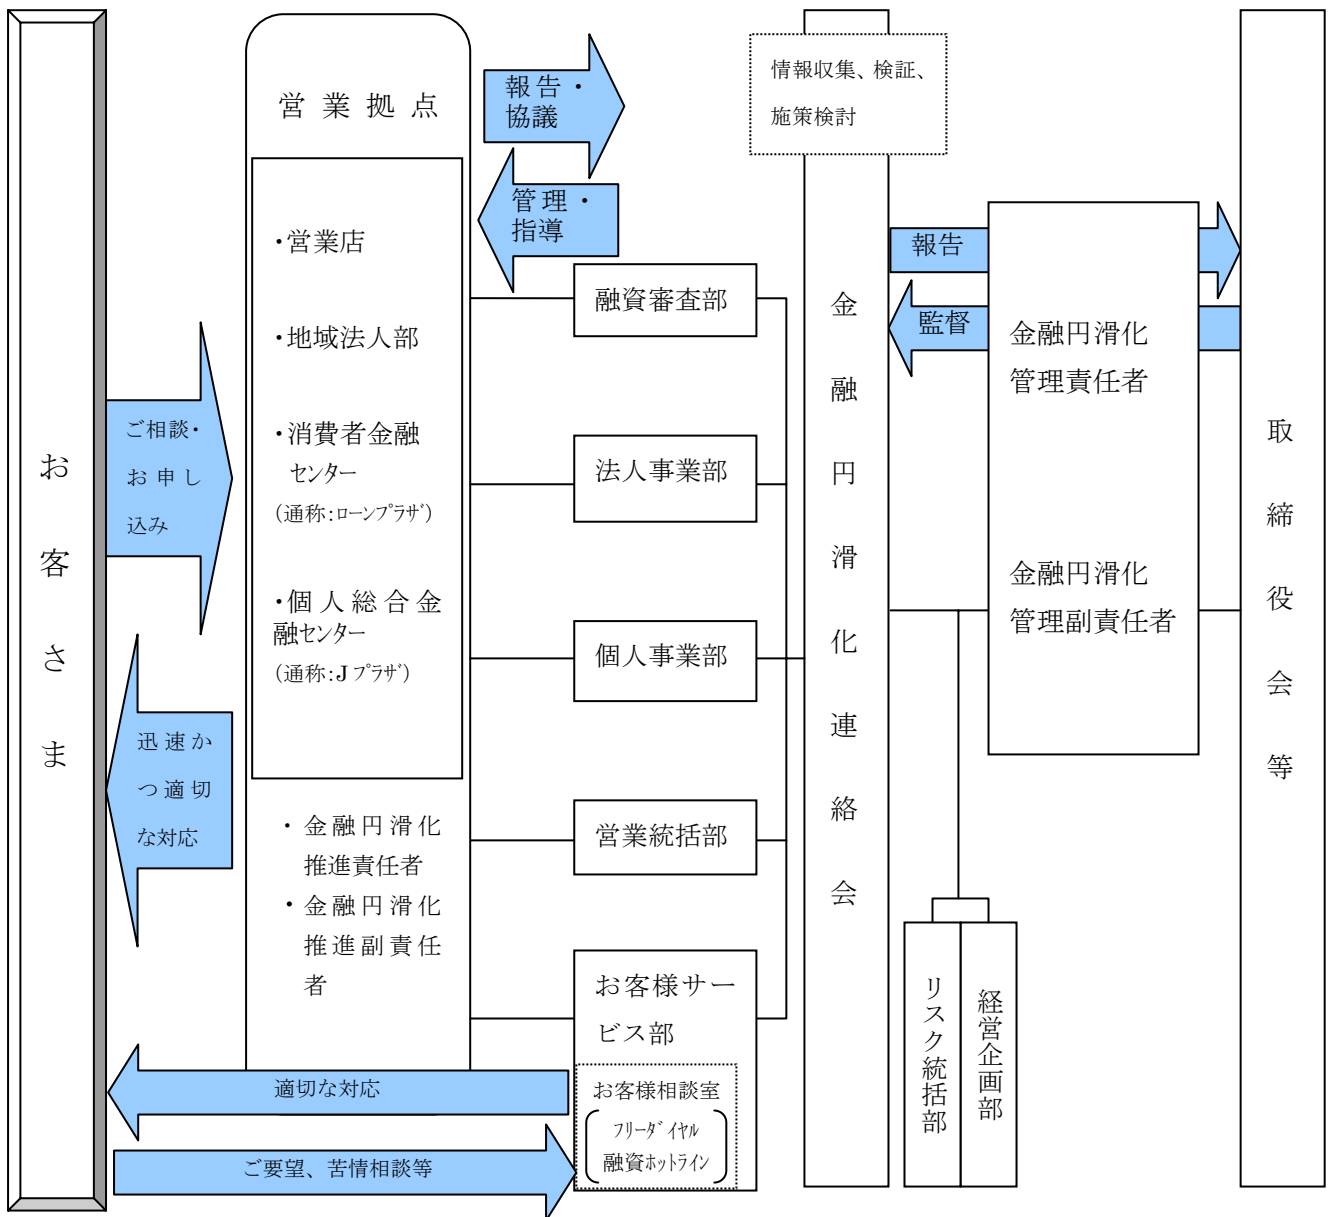 お客さま
ご相談・
お申し
込み
迅速か
つ適切
な対応
営業拠点
・営業店
・地域法人部
・消費者金融
センター
(通称:ローンプラザ)
・個人総合金
融センター
(通称:Jプラザ)
・金融円滑化
推進責任者
・金融円滑化
推進副責任
者
報告・
協議
管理・
指導
融資審査部
法人事業部
個人事業部
営業統括部
お客様サー
ビス部
お客様相談室
フリーダイヤル
融資ホットライン
適切な対応
ご要望、苦情相談等
情報収集、検証、
施策検討
金融円滑化連絡会
報告
監督
金融円滑化
管理責任者
金融円滑化
管理副責任者
リスク統括部
経営企画部
取締役会等